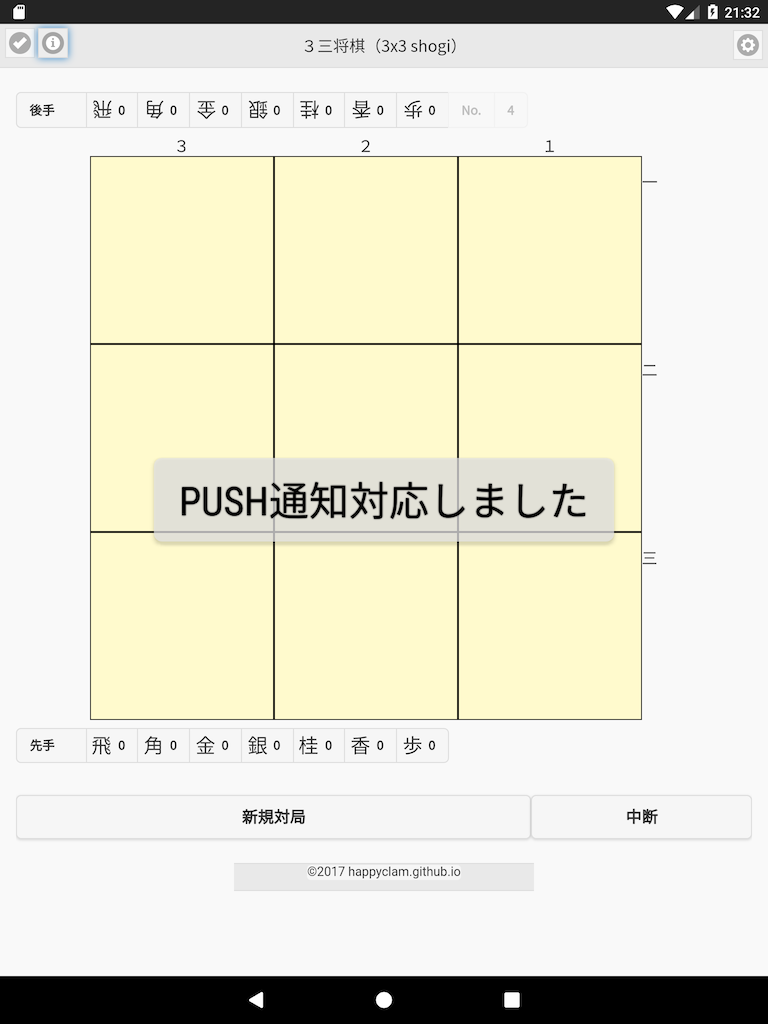 21:32
３三将棋（3x3 shogi）
後手 飛 0 角 0 金 0 銀 0 桂 0 香 0 歩 0 No. 4
３ ２ １
一
二
PUSH通知対応しました
三
先手 飛 0 角 0 金 0 銀 0 桂 0 香 0 歩 0
新規対局 中断
©2017 happyclam.github.io